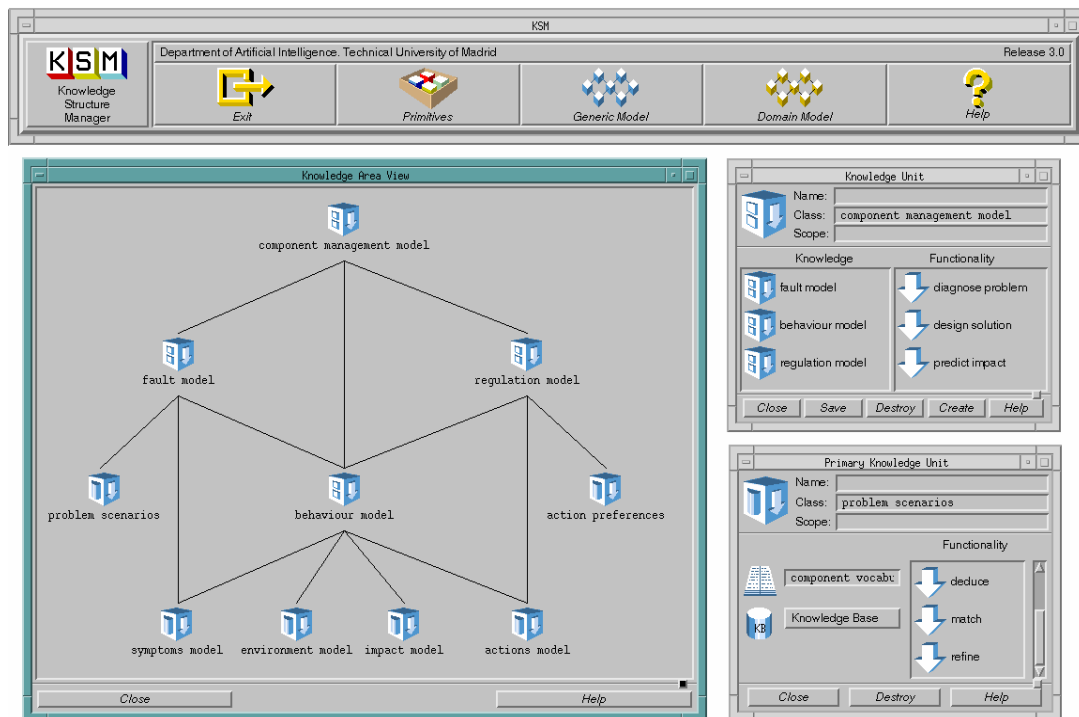 KSM
KSM
Knowledge
Structure
Manager
Department of Artificial Intelligence. Technical University of Madrid
Release 3.0
Exit
Primitives
Generic Model
Domain Model
Help
Knowledge Area View
component management model
fault model
regulation model
problem scenarios
behaviour model
action preferences
symptoms model
environment model
impact model
actions model
Close
Help
Knowledge Unit
Name:
Class: component management model
Scope:
Knowledge
Functionality
fault model
diagnose problem
behaviour model
design solution
regulation model
predict impact
Close
Save
Destroy
Create
Help
Primary Knowledge Unit
Name:
Class: problem scenarios
Scope:
Functionality
component vocabu
deduce
KB
Knowledge Base
match
refine
Close
Destroy
Help